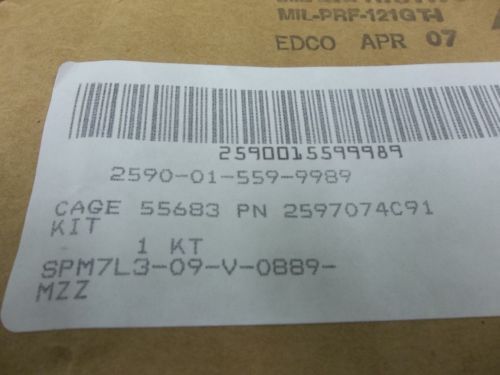 MIL-PRF-121G
EDCO APR 07
2590015599989
2590-01-559-9989
CAGE 55683 PN 2597074C91
KIT
1 KT
SPM7L3-09-V-0889-
MZZ